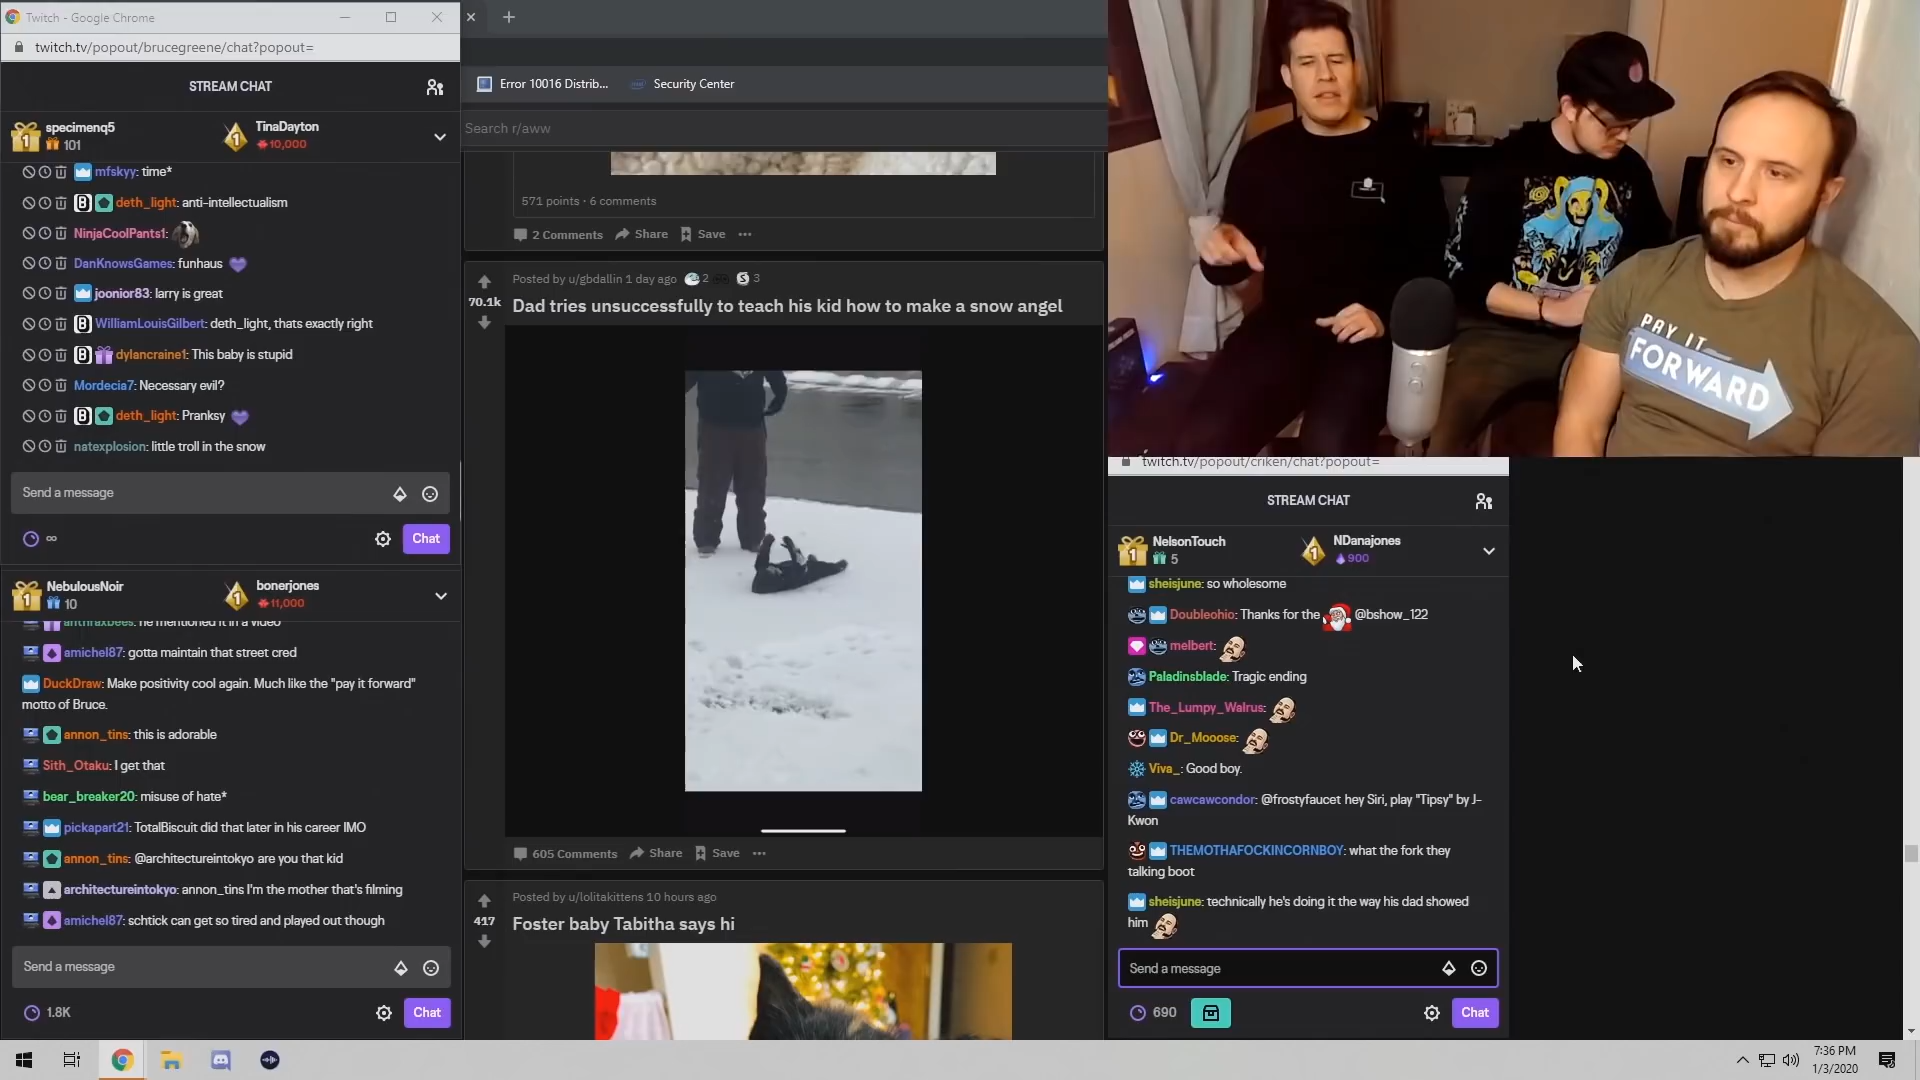 Twitch - Google Chrome
twitch.tv/popout/brucegreene/chat?popout=
STREAM CHAT
specimenq5
101
TinaDayton
10,000
mfskyy: time*
deth_light: anti-intellectualism
NinjaCoolPants1:
DanKnowsGames: funhaus
joonior83: larry is great
WilliamLouisGilbert: deth_light, thats exactly right
dylancraine1: This baby is stupid
Mordecia7: Necessary evil?
deth_light: Pranksy
natexplosion: little troll in the snow
Send a message
∞
Chat
NebulousNoir
10
bonerjones
11,000
anthraxbees: he mentioned it in a video
amichel87: gotta maintain that street cred
DuckDraw: Make positivity cool again. Much like the "pay it forward"
motto of Bruce.
annon_tins: this is adorable
Sith_Otaku: I get that
bear_breaker20: misuse of hate*
pickapart21: TotalBiscuit did that later in his career IMO
annon_tins: @architectureintokyo are you that kid
architectureintokyo: annon_tins I'm the mother that's filming
amichel87: schtick can get so tired and played out though
Send a message
1.8K
Chat
Error 10016 Distrib...
Security Center
Search r/aww
571 points · 6 comments
2 Comments
Share
Save
Posted by u/gbdallin 1 day ago
2
3
70.1k
Dad tries unsuccessfully to teach his kid how to make a snow angel
605 Comments
Share
Save
Posted by u/lolitakittens 10 hours ago
417
Foster baby Tabitha says hi
PAY IT
FORWARD
twitch.tv/popout/criken/chat?popout=
STREAM CHAT
NelsonTouch
5
NDanajones
900
sheisjune: so wholesome
Doubleohio: Thanks for the @bshow_122
melbert:
Paladinsblade: Tragic ending
The_Lumpy_Walrus:
Dr_Mooose:
Viva_: Good boy.
cawcawcondor: @frostyfaucet hey Siri, play "Tipsy" by J-
Kwon
THEMOTHAFOCKINCORNBOY: what the fork they
talking boot
sheisjune: technically he's doing it the way his dad showed
him
Send a message
690
Chat
7:36 PM
1/3/2020